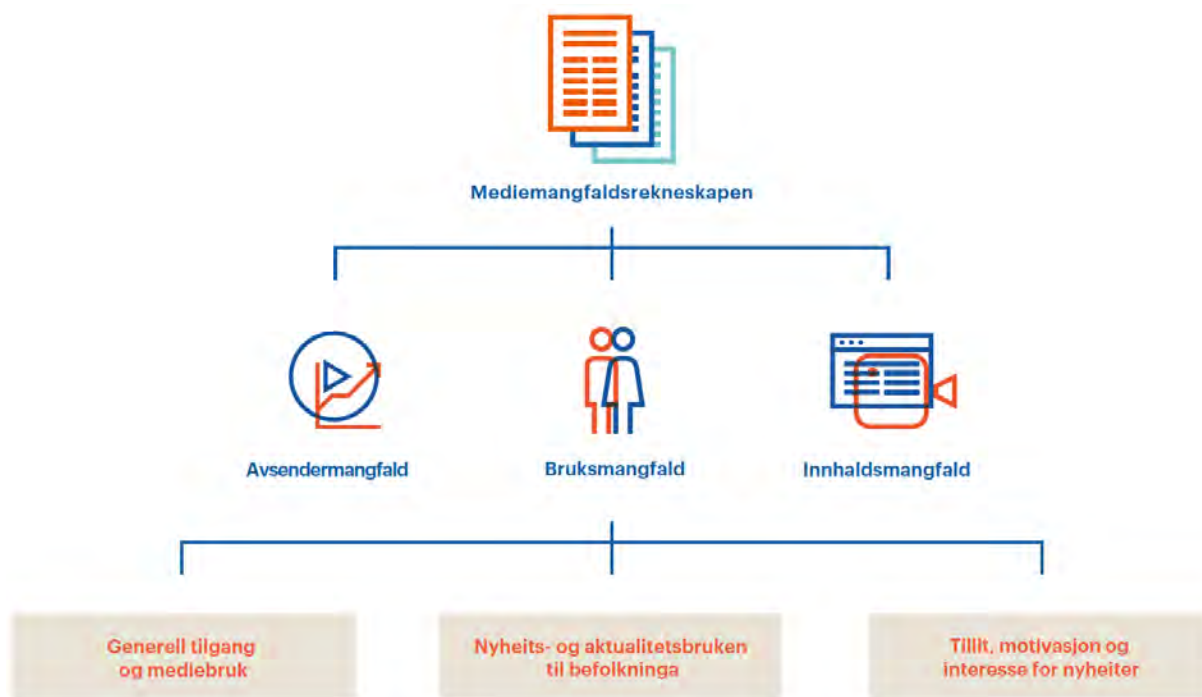 Mediemangfaldsrekneskapen
Avsendermangfald
Bruksmangfald
Innhaldsmangfald
Generell tilgang
og mediebruk
Nyheits- og aktualitetsbruken
til befolkninga
Tillit, motivasjon og
interesse for nyheiter